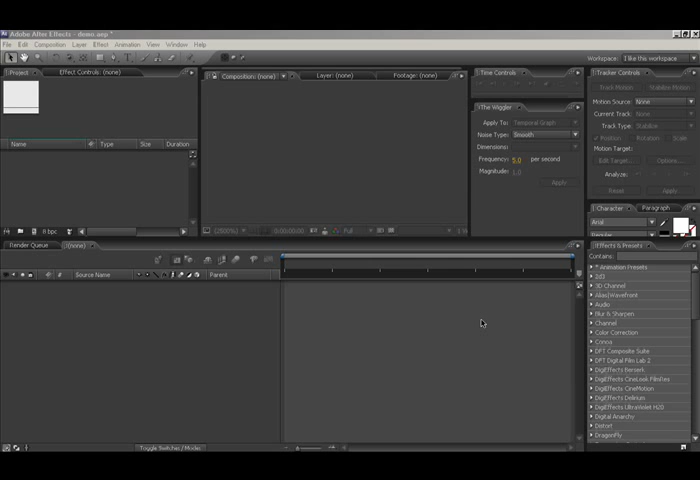 Adobe After Effects - demo.aep *
File Edit Composition Layer Effect Animation View Window Help
Workspace: I like this workspace
Project Effect Controls: (none)
Composition: (none) Layer: (none) Footage: (none)
Time Controls
Tracker Controls
Track Motion Stabilize Motion
Motion Source: None
Current Track: None
Track Type: Stabilize
Position Rotation Scale
Motion Target:
Edit Target... Options...
Analyze:
Reset Apply
The Wiggler
Apply To: Temporal Graph
Noise Type: Smooth
Dimensions:
Frequency: 5.0 per second
Magnitude: 1.0
Apply
Name Type Size Duration
8 bpc
0;00;00;00 Full
Character Paragraph
Arial
Regular
Render Queue (none)
# Source Name Parent
Toggle Switches / Modes
Effects & Presets
Contains:
* Animation Presets
3D Channel
Alias|Wavefront
Audio
Blur & Sharpen
Channel
Color Correction
Conoa
DFT Composite Suite
DFT Digital Film Lab 2
DigiEffects Berserk
DigiEffects CineLook FilmRes
DigiEffects CineMotion
DigiEffects Delirium
DigiEffects UltraViolet H20
Digital Anarchy
Distort
Dragonfly